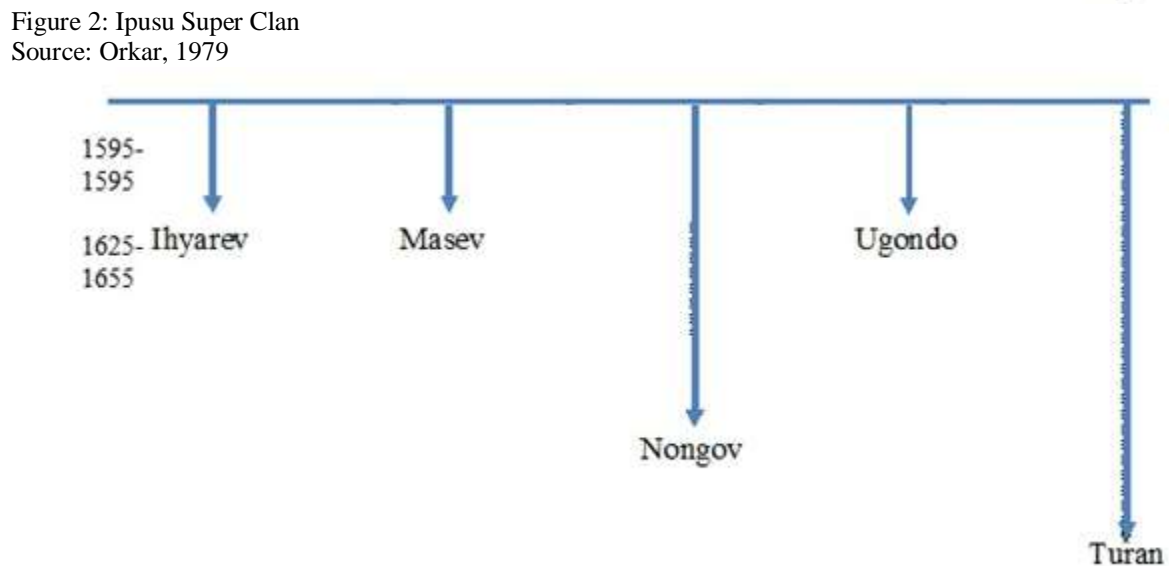 Figure 2: Ipusu Super Clan
Source: Orkar, 1979
1595-
1595
1625-
1655
Ihyarev
Masev
Ugondo
Nongov
Turan